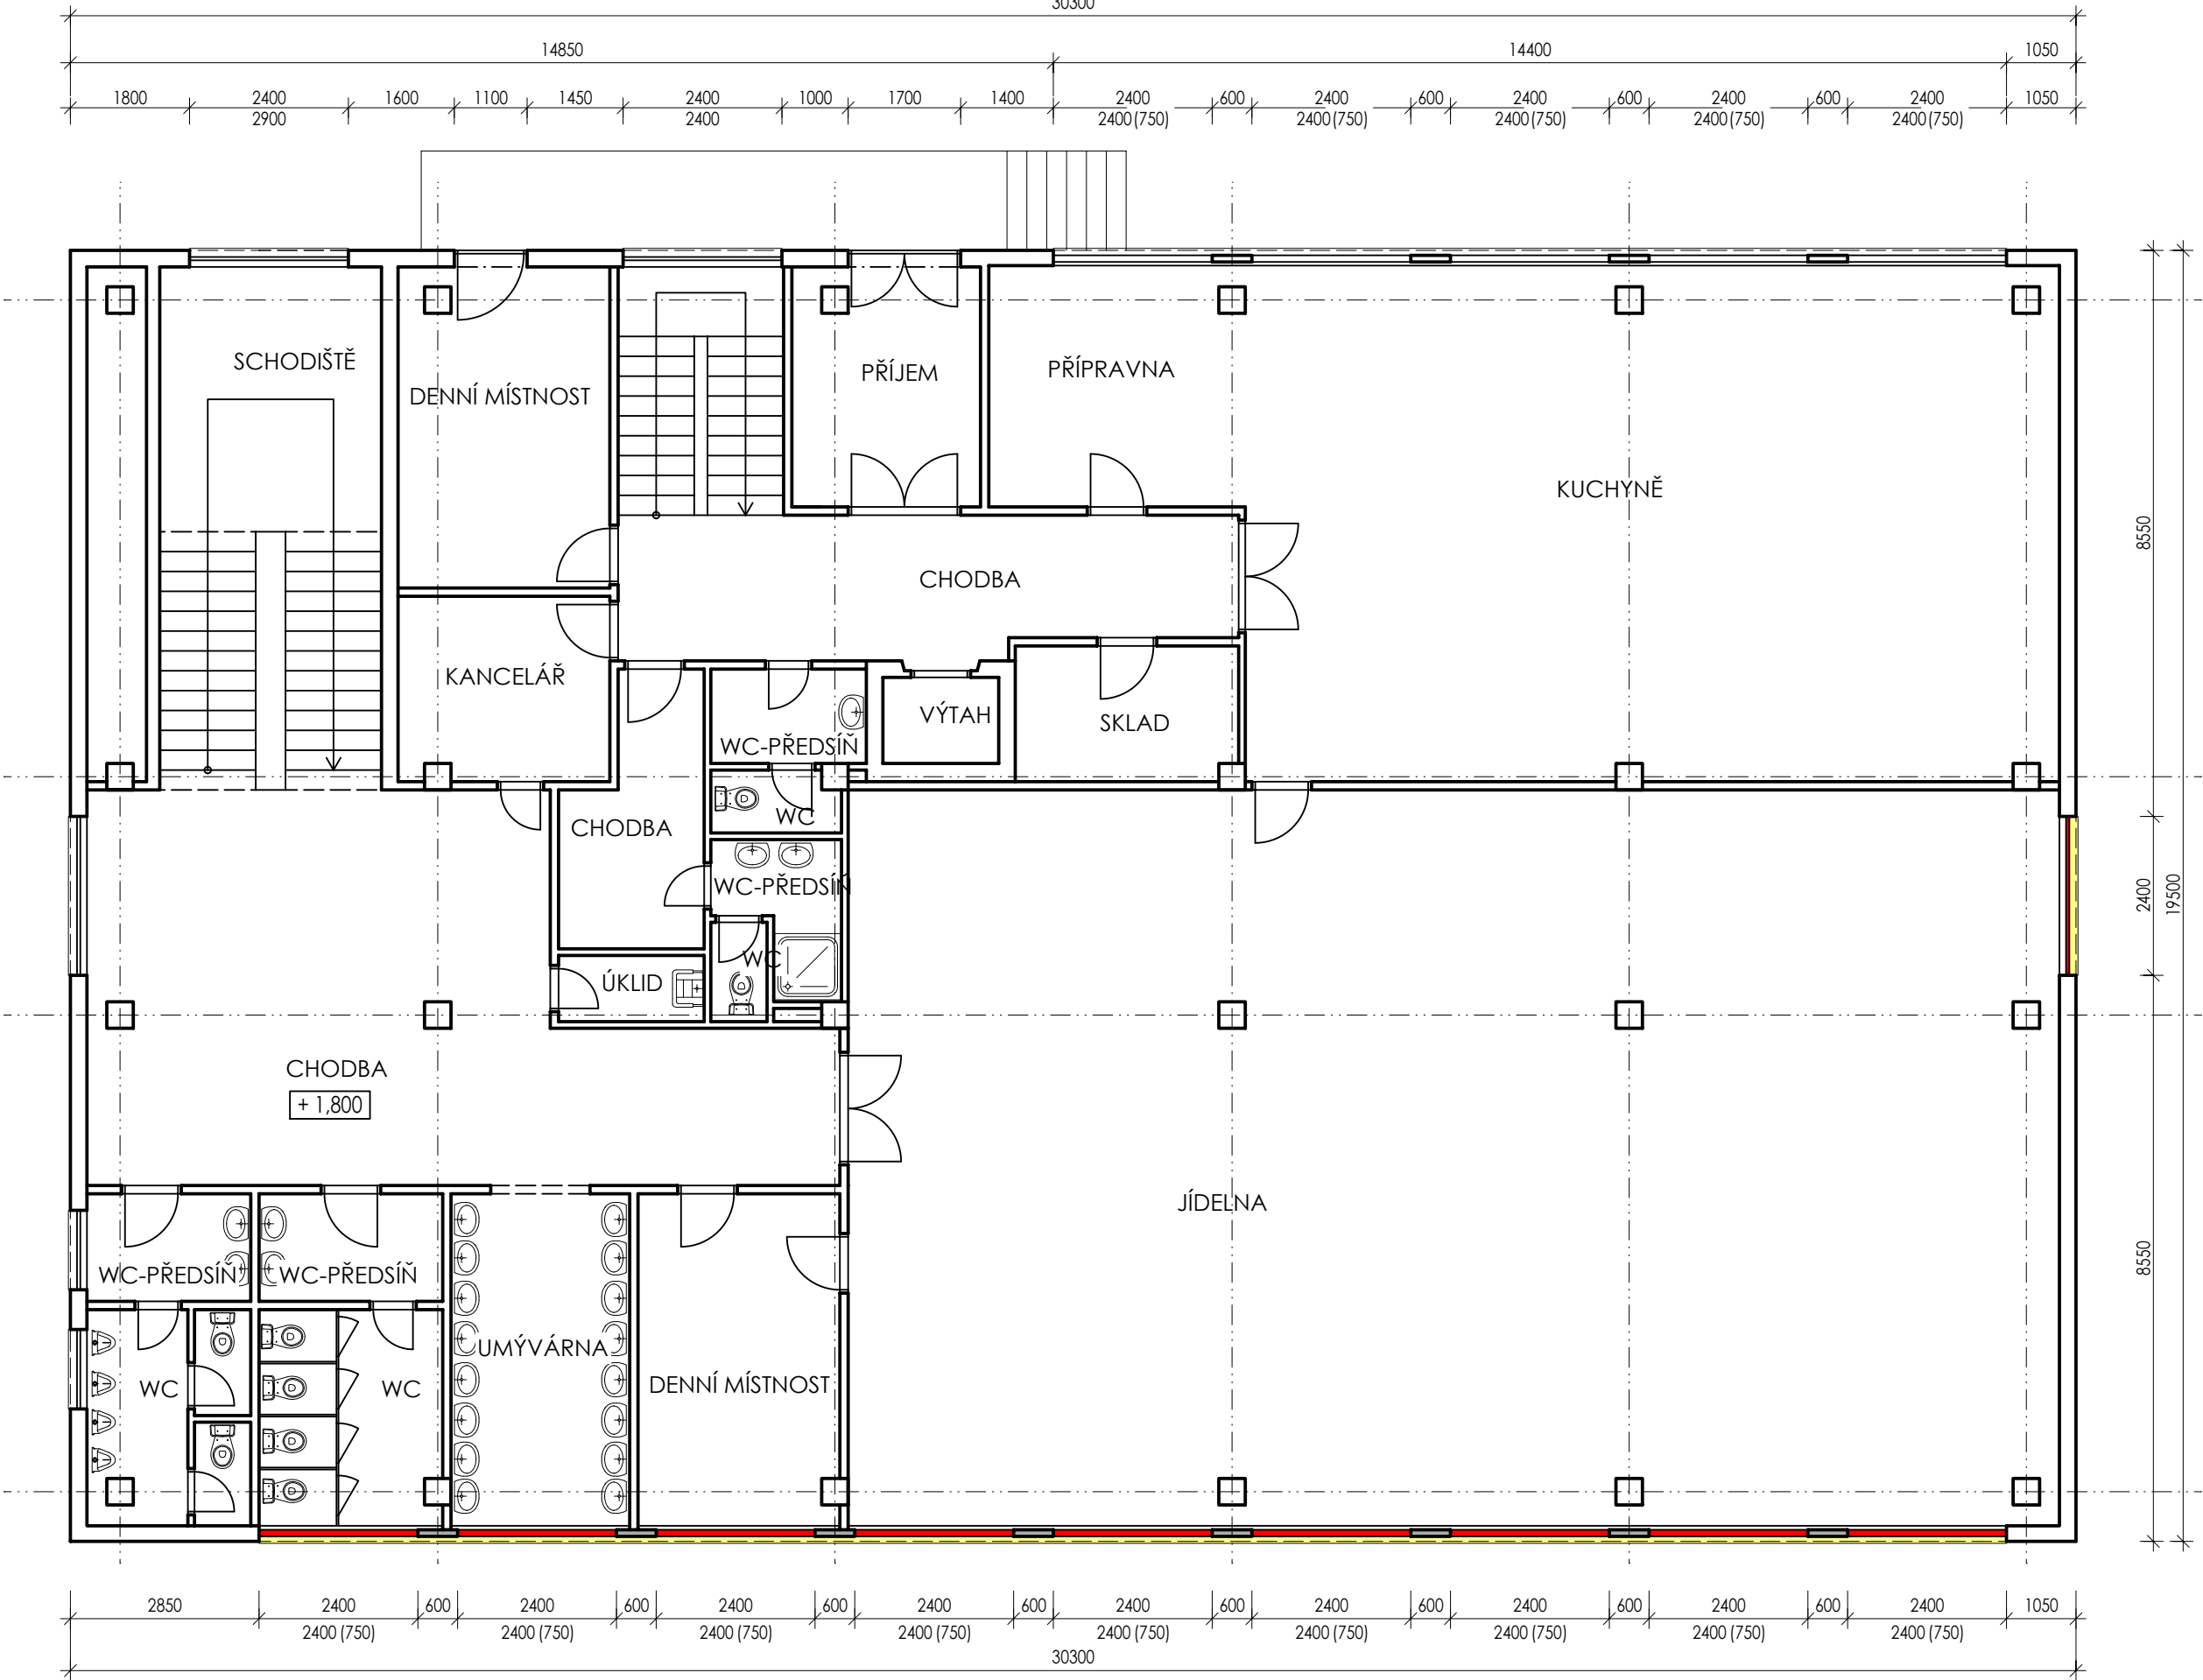 30300
14850 14400 1050
1800 2400 1600 1100 1450 2400 1000 1700 1400 2400 600 2400 600 2400 600 2400 600 2400 1050
2900 2400 2400 (750) 2400 (750) 2400 (750) 2400 (750) 2400 (750)
SCHODIŠTĚ
DENNÍ MÍSTNOST
PŘÍJEM
PŘÍPRAVNA
KUCHYNĚ
8550
CHODBA
KANCELÁŘ
VÝTAH
SKLAD
WC-PŘEDSÍŇ
WC
CHODBA
WC-PŘEDSÍŇ
2400
19500
WC
ÚKLID
CHODBA
+ 1,800
JÍDELNA
8550
WC-PŘEDSÍŇ
WC-PŘEDSÍŇ
UMÝVÁRNA
DENNÍ MÍSTNOST
WC
WC
2850 2400 600 2400 600 2400 600 2400 600 2400 600 2400 600 2400 600 2400 600 2400 1050
2400 (750) 2400 (750) 2400 (750) 2400 (750) 2400 (750) 2400 (750) 2400 (750) 2400 (750) 2400 (750)
30300